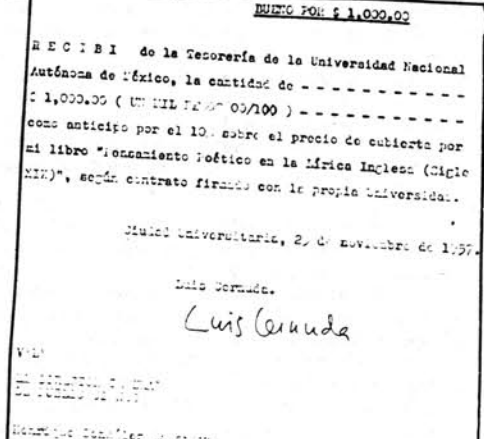 BUENO POR $ 1,000.00
R E C I B I de la Tesorería de la Universidad Nacional
Autónoma de México, la cantidad de - - - - - - - - - - -
$ 1,000.00 ( UN MIL PESOS 00/100 ) - - - - - - - - - - -
como anticipo por el 10% sobre el precio de cubierta por
mi libro "Pensamiento Poético en la Lírica Inglesa (Siglo
XIX)", según contrato firmado con la propia Universidad.
Ciudad Universitaria, 25 de noviembre de 1957.
Luis Cernuda.
Luis Cernuda